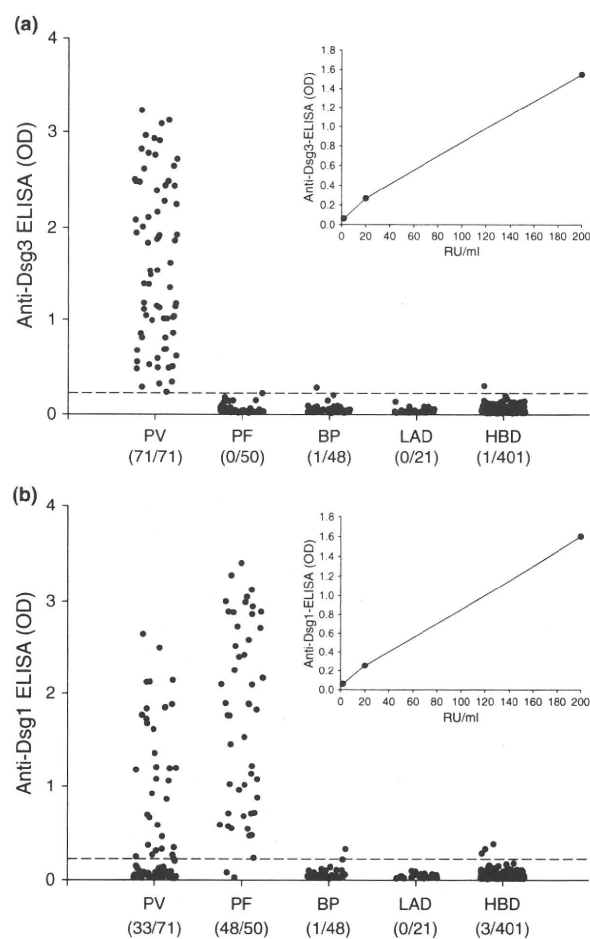 (a)
4
3
2
1
0
Anti-Dsg3 ELISA (OD)
1.8
1.6
1.4
1.2
1.0
0.8
0.6
0.4
0.2
0.0
Anti-Dsg3-ELISA (OD)
0 20 40 60 80 100 120 140 160 180 200
RU/ml
PV PF BP LAD HBD
(71/71) (0/50) (1/48) (0/21) (1/401)
(b)
4
3
2
1
0
Anti-Dsg1 ELISA (OD)
1.8
1.6
1.4
1.2
1.0
0.8
0.6
0.4
0.2
0.0
Anti-Dsg1-ELISA (OD)
0 20 40 60 80 100 120 140 160 180 200
RU/ml
PV PF BP LAD HBD
(33/71) (48/50) (1/48) (0/21) (3/401)